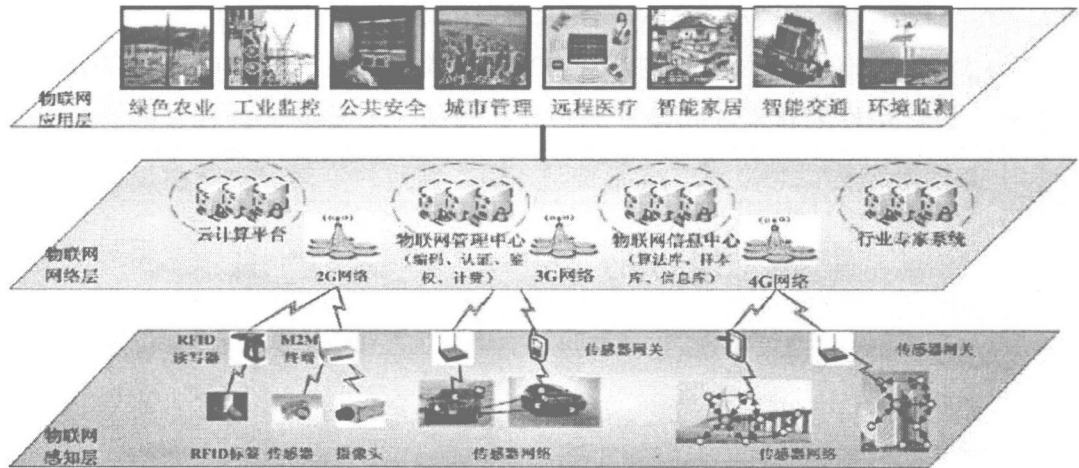 绿色农业 工业监控 公共安全 城市管理 远程医疗 智能家居 智能交通 环境监测
物联网
应用层
云计算平台 物联网管理中心 物联网信息中心 行业专家系统
(编码、认证、鉴
权、计费)
(算法库、样本
库、信息库)
2G网络 3G网络 4G网络
物联网
网络层
RFID
读写器
M2M
终端
传感器网关 传感器网关
RFID标签 传感器 摄像头 传感器网络 传感器网络
物联网
感知层